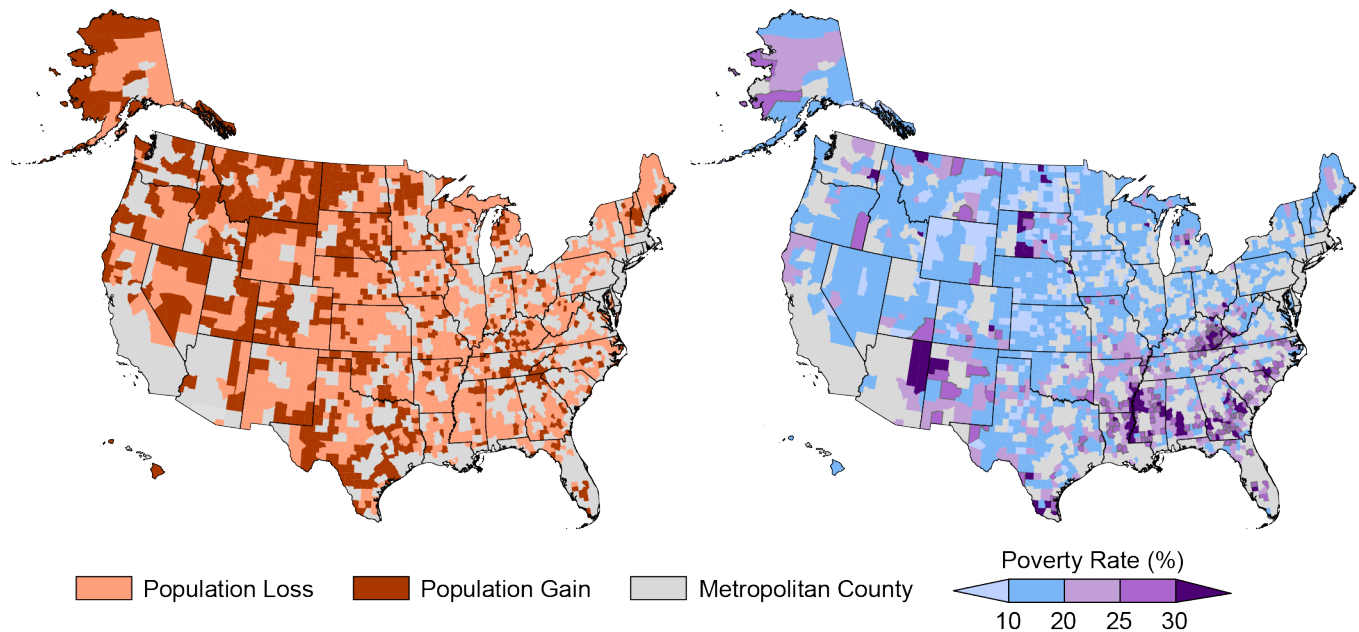 Population Loss
Population Gain
Metropolitan County
Poverty Rate (%)
10 20 25 30